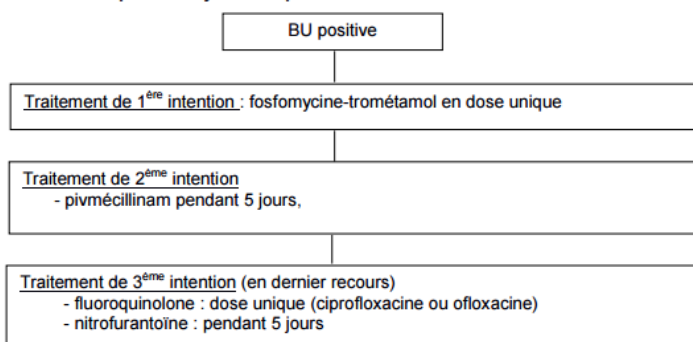 BU positive
Traitement de 1ère intention : fosfomycine-trométamol en dose unique
Traitement de 2ème intention
- pivmécillinam pendant 5 jours,
Traitement de 3ème intention (en dernier recours)
- fluoroquinolone : dose unique (ciprofloxacine ou ofloxacine)
- nitrofurantoïne : pendant 5 jours